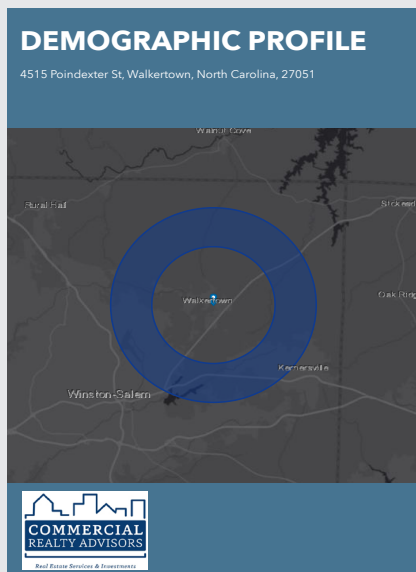 DEMOGRAPHIC PROFILE
4515 Poindexter St, Walkertown, North Carolina, 27051
Walnut Cove
Rural Hall
Walkertown
Oak Ridg
Kernersville
Winston-Salem
COMMERCIAL
REALTY ADVISORS
Real Estate Services & Investments